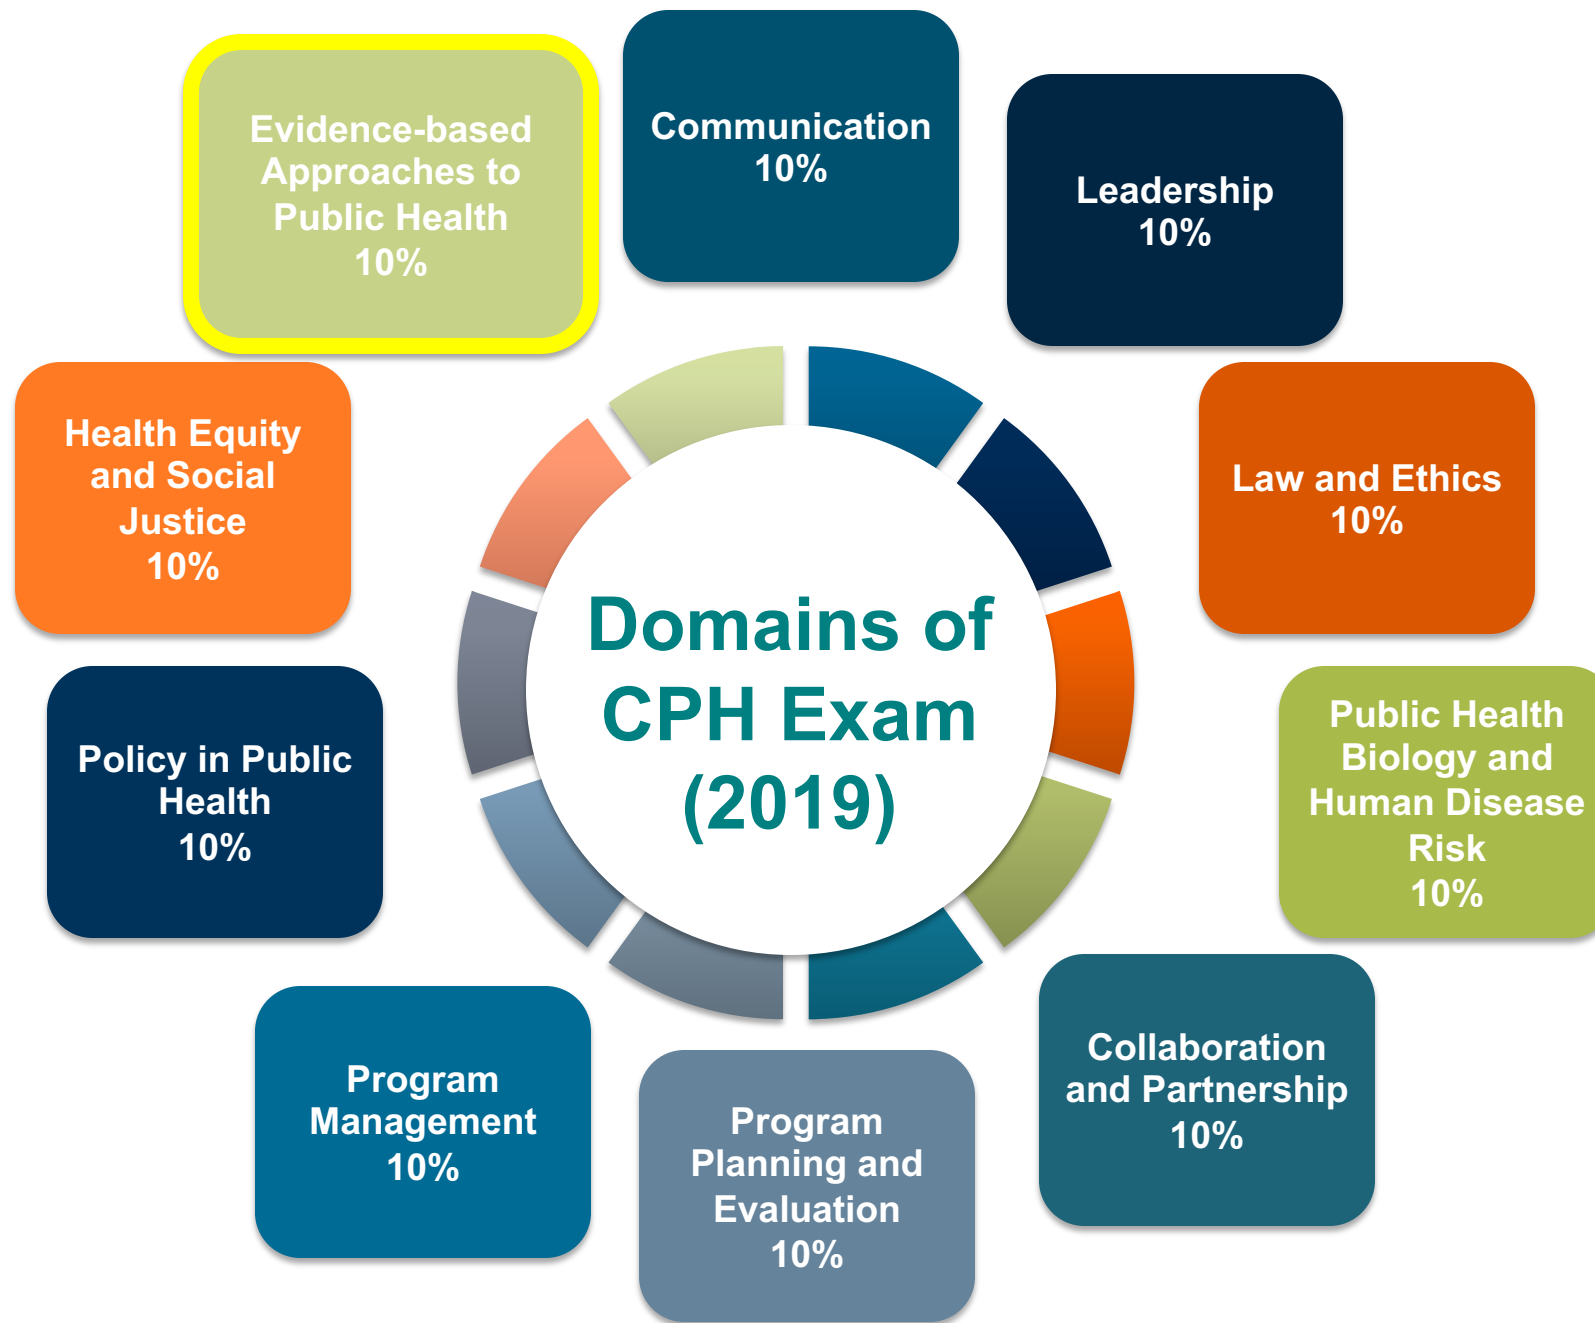 Evidence-based
Approaches to
Public Health
10%
Communication
10%
Leadership
10%
Law and Ethics
10%
Public Health
Biology and
Human Disease
Risk
10%
Collaboration
and Partnership
10%
Program
Planning and
Evaluation
10%
Program
Management
10%
Policy in Public
Health
10%
Health Equity
and Social
Justice
10%
Domains of
CPH Exam
(2019)